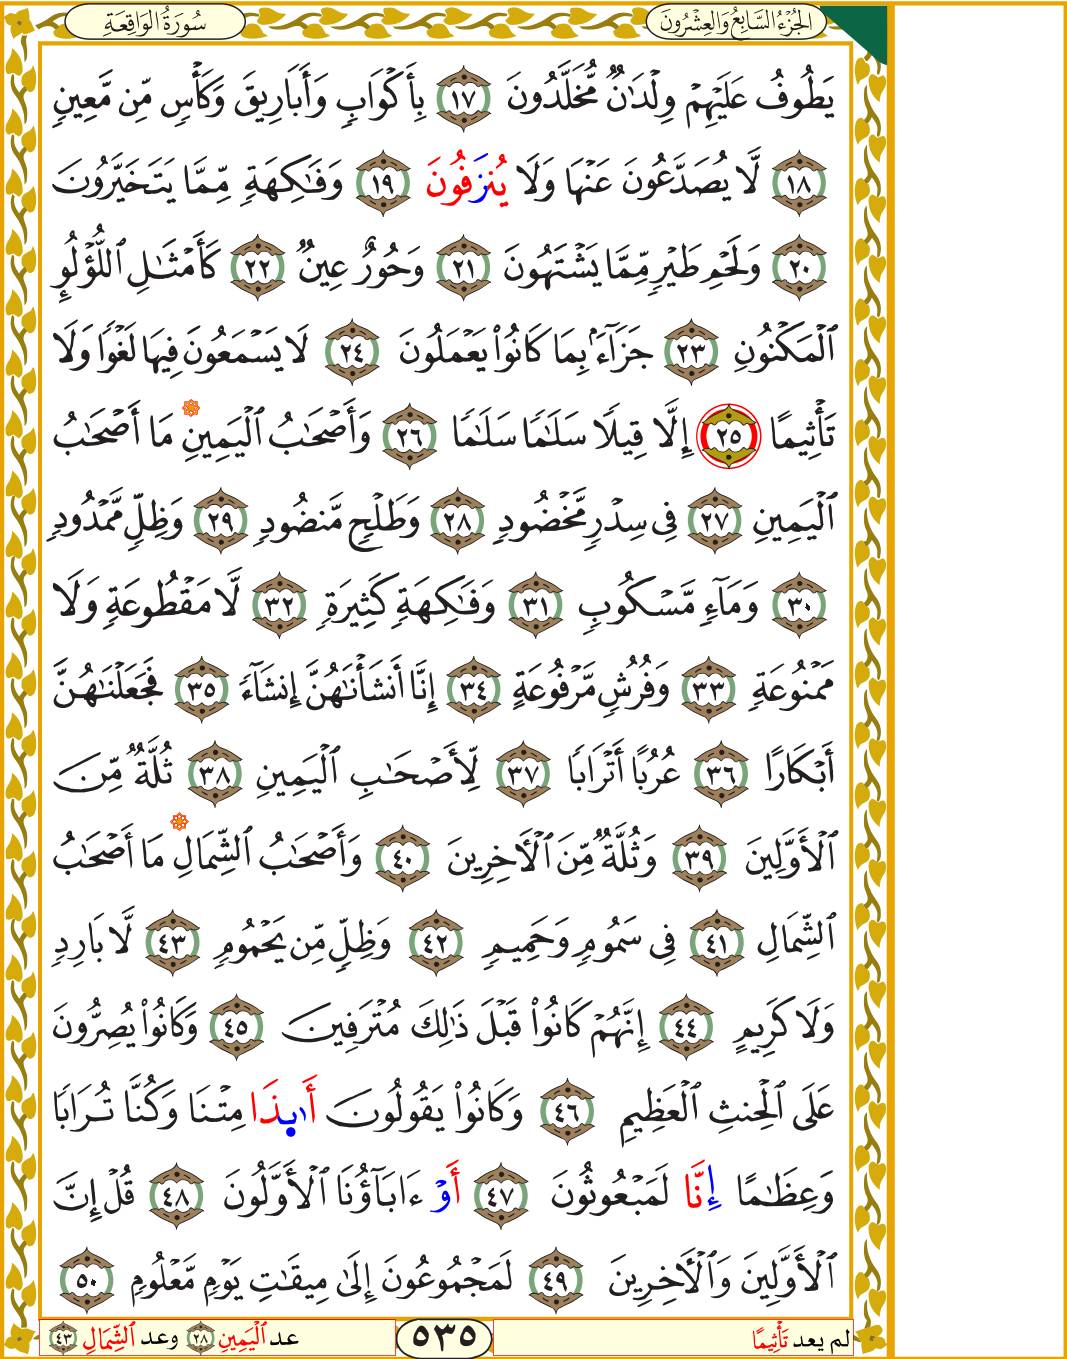 الجُزْءُ السَّابِعُ وَالعِشْرُونَ
سُورَةُ الوَاقِعَةِ
يَطُوفُ عَلَيْهِمْ وِلْدَٰنٌ مُّخَلَّدُونَ ١٧ بِأَكْوَابٍ وَأَبَارِيقَ وَكَأْسٍ مِّن مَّعِينٍ
١٨ لَّا يُصَدَّعُونَ عَنْهَا وَلَا يُنزَفُونَ ١٩ وَفَٰكِهَةٍ مِّمَّا يَتَخَيَّرُونَ
٢٠ وَلَحْمِ طَيْرٍ مِّمَّا يَشْتَهُونَ ٢١ وَحُورٌ عِينٌ ٢٢ كَأَمْثَٰلِ ٱللُّؤْلُوِٕ
ٱلْمَكْنُونِ ٢٣ جَزَآءًۢ بِمَا كَانُوا۟ يَعْمَلُونَ ٢٤ لَا يَسْمَعُونَ فِيهَا لَغْوًا وَلَا
تَأْثِيمًا ٢٥ إِلَّا قِيلًا سَلَٰمًا سَلَٰمًا ٢٦ وَأَصْحَٰبُ ٱلْيَمِينِ مَا أَصْحَٰبُ
ٱلْيَمِينِ ٢٧ فِى سِدْرٍ مَّخْضُودٍ ٢٨ وَطَلْحٍ مَّنضُودٍ ٢٩ وَظِلٍّ مَّمْدُودٍ
٣٠ وَمَآءٍ مَّسْكُوبٍ ٣١ وَفَٰكِهَةٍ كَثِيرَةٍ ٣٢ لَّا مَقْطُوعَةٍ وَلَا
مَمْنُوعَةٍ ٣٣ وَفُرُشٍ مَّرْفُوعَةٍ ٣٤ إِنَّا أَنشَأْنَٰهُنَّ إِنشَآءً ٣٥ فَجَعَلْنَٰهُنَّ
أَبْكَارًا ٣٦ عُرُبًا أَتْرَابًا ٣٧ لِّأَصْحَٰبِ ٱلْيَمِينِ ٣٨ ثُلَّةٌ مِّنَ
ٱلْأَوَّلِينَ ٣٩ وَثُلَّةٌ مِّنَ ٱلْأَخِرِينَ ٤٠ وَأَصْحَٰبُ ٱلشِّمَالِ مَا أَصْحَٰبُ
ٱلشِّمَالِ ٤١ فِى سَمُومٍ وَحَمِيمٍ ٤٢ وَظِلٍّ مِّن يَحْمُومٍ ٤٣ لَّا بَارِدٍ
وَلَا كَرِيمٍ ٤٤ إِنَّهُمْ كَانُوا۟ قَبْلَ ذَٰلِكَ مُتْرَفِينَ ٤٥ وَكَانُوا۟ يُصِرُّونَ
عَلَى ٱلْحِنثِ ٱلْعَظِيمِ ٤٦ وَكَانُوا۟ يَقُولُونَ أَٰ۪ذَا مِتْنَا وَكُنَّا تُرَابًا
وَعِظَٰمًا إِنَّا لَمَبْعُوثُونَ ٤٧ أَوْ ءَابَآؤُنَا ٱلْأَوَّلُونَ ٤٨ قُلْ إِنَّ
ٱلْأَوَّلِينَ وَٱلْأَخِرِينَ ٤٩ لَمَجْمُوعُونَ إِلَىٰ مِيقَٰتِ يَوْمٍ مَّعْلُومٍ ٥٠
لم يعد تَأْثِيمًا
٥٣٥
عد ٱلْيَمِينِ ٢٨ وعد ٱلشِّمَالِ ٤٣